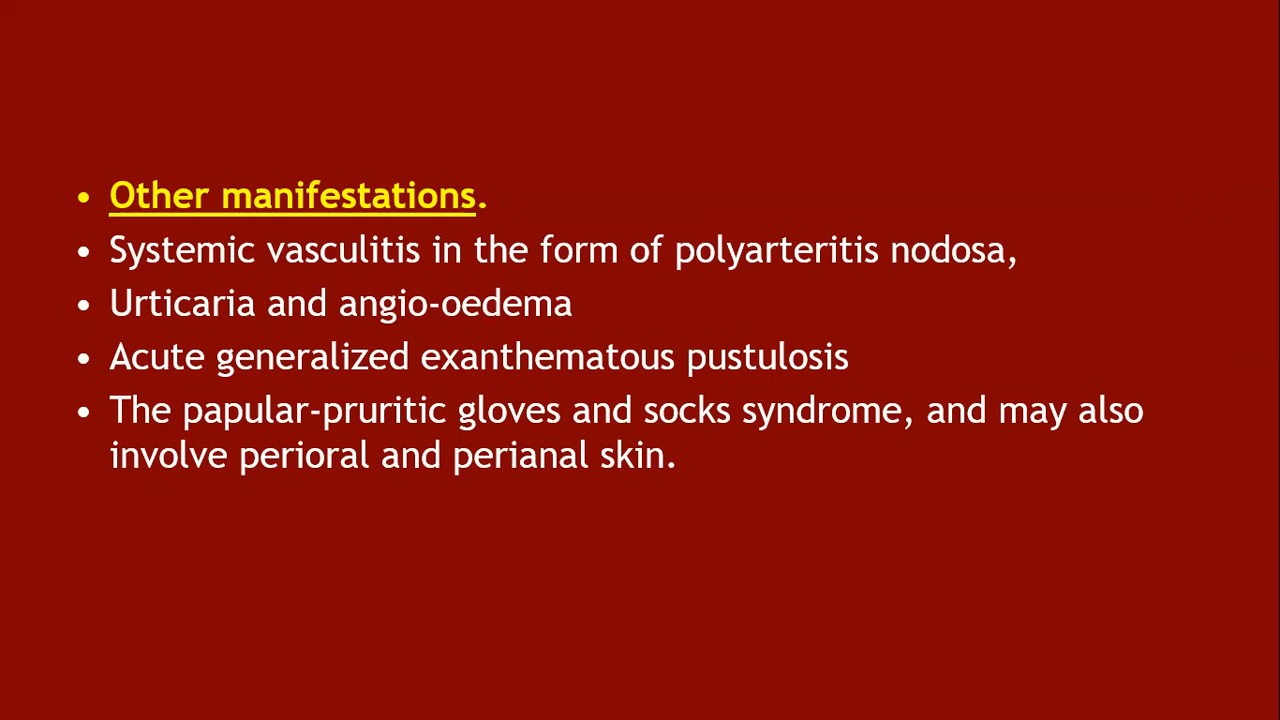 • Other manifestations.
• Systemic vasculitis in the form of polyarteritis nodosa,
• Urticaria and angio-oedema
• Acute generalized exanthematous pustulosis
• The papular-pruritic gloves and socks syndrome, and may also
involve perioral and perianal skin.